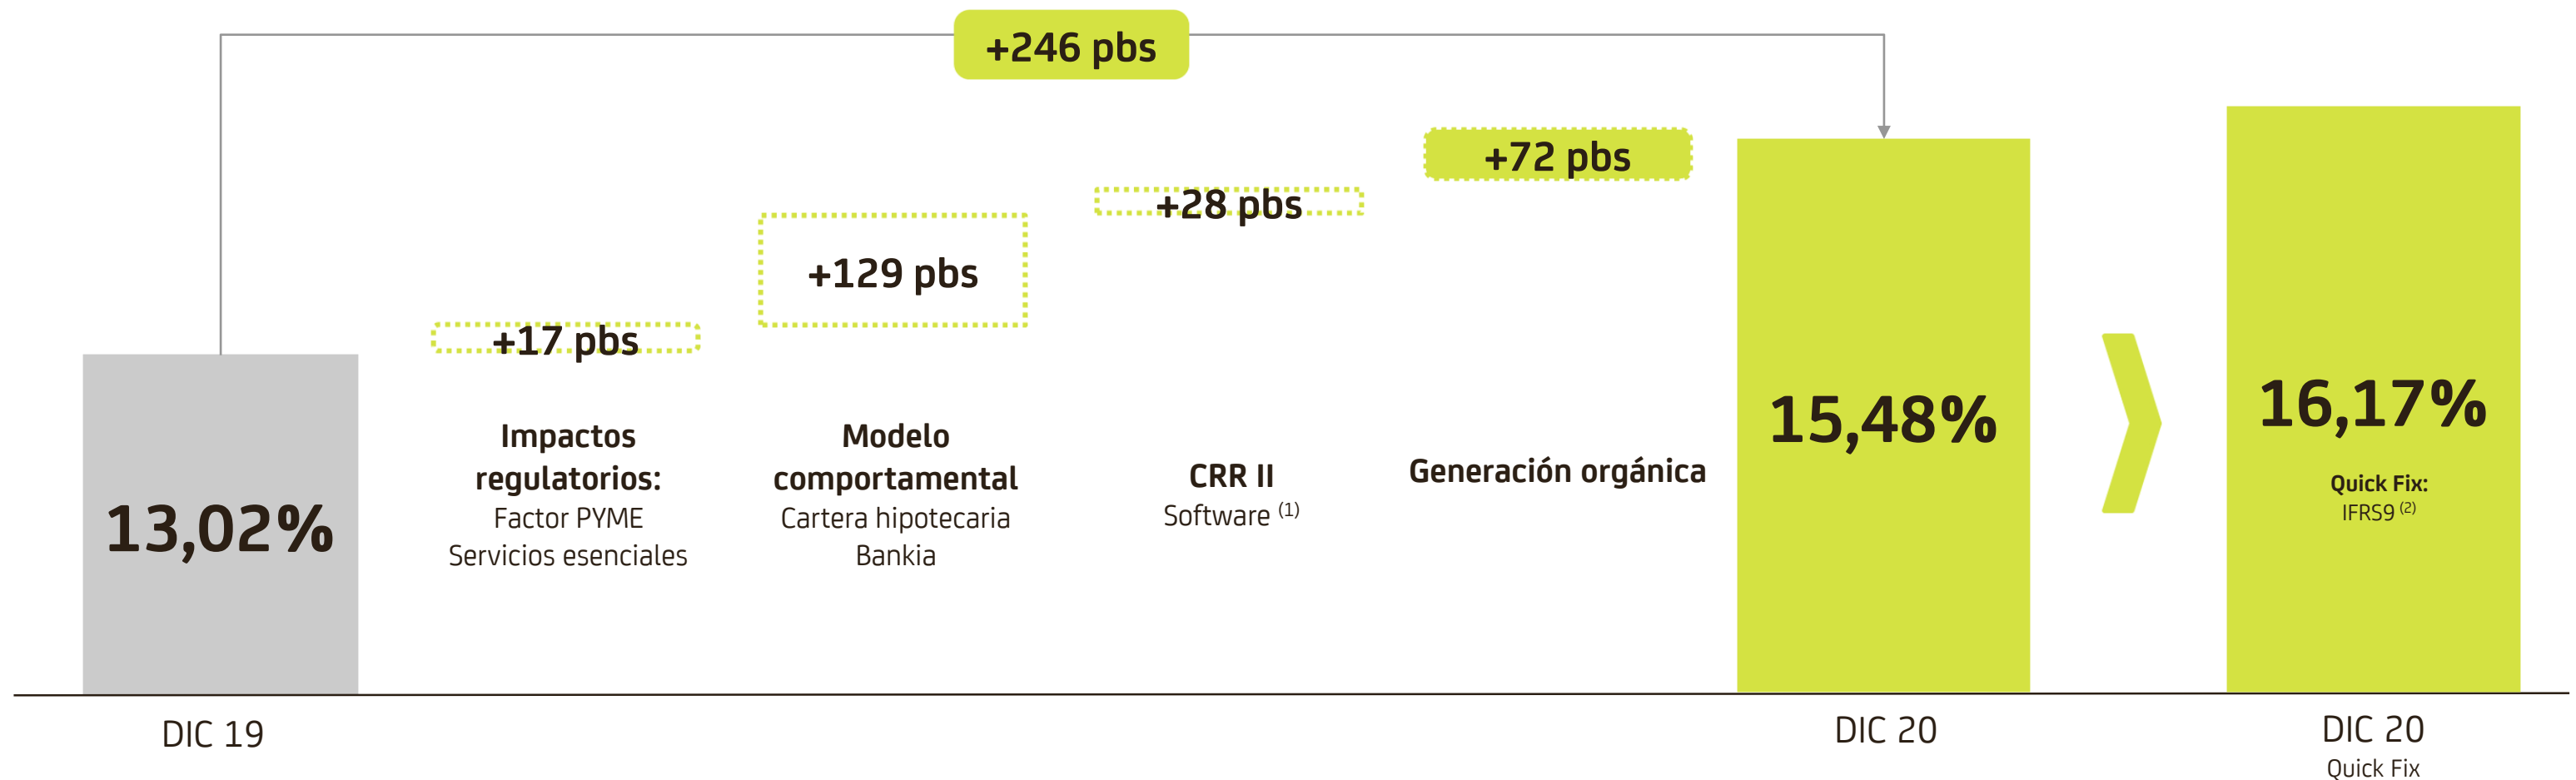 +246 pbs
+72 pbs
+28 pbs
+129 pbs
+17 pbs
13,02%
Impactos
regulatorios:
Factor PYME
Servicios esenciales
Modelo
comportamental
Cartera hipotecaria
Bankia
CRR II
Software (1)
Generación orgánica
15,48%
16,17%
Quick Fix:
IFRS9 (2)
DIC 19
DIC 20
DIC 20
Quick Fix